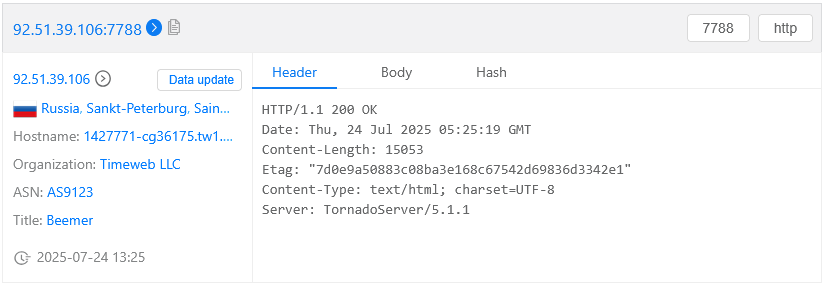 92.51.39.106:7788
7788
http
92.51.39.106
Data update
Russia, Sankt-Peterburg, Sain...
Hostname: 1427771-cg36175.tw1....
Organization: Timeweb LLC
ASN: AS9123
Title: Beemer
2025-07-24 13:25
Header
Body
Hash
HTTP/1.1 200 OK
Date: Thu, 24 Jul 2025 05:25:19 GMT
Content-Length: 15053
Etag: "7d0e9a50883c08ba3e168c67542d69836d3342e1"
Content-Type: text/html; charset=UTF-8
Server: TornadoServer/5.1.1